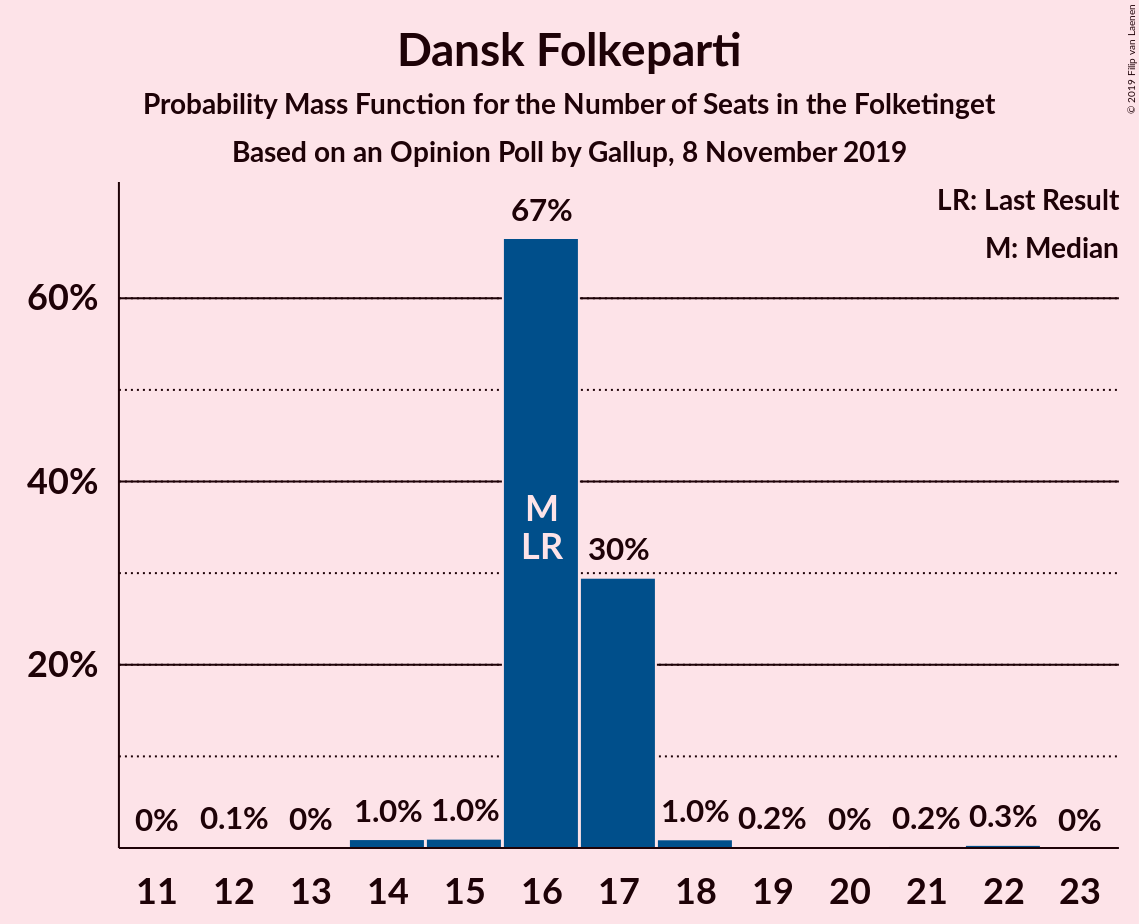 Dansk Folkeparti
Probability Mass Function for the Number of Seats in the Folketinget
Based on an Opinion Poll by Gallup, 8 November 2019
© 2019 Filip van Laenen
LR: Last Result
M: Median
60%
40%
20%
0%
0.1%
0%
1.0%
1.0%
67%
M
LR
30%
1.0%
0.2%
0%
0.2%
0.3%
0%
11 12 13 14 15 16 17 18 19 20 21 22 23